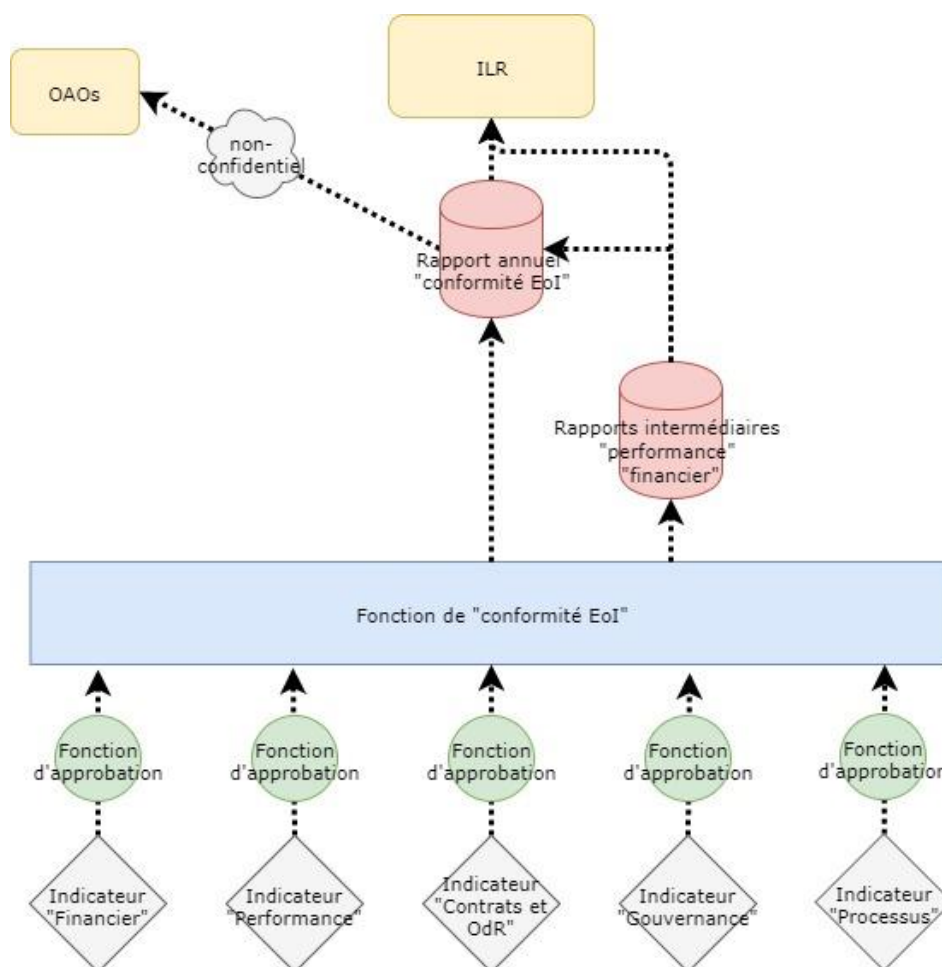 ILR
OAOs
non-
confidentiel
Rapport annuel
"conformité EoI"
Rapports intermédiaires
"performance"
"financier"
Fonction de "conformité EoI"
Fonction
d'approbation
Fonction
d'approbation
Fonction
d'approbation
Fonction
d'approbation
Fonction
d'approbation
Indicateur
"Financier"
Indicateur
"Performance"
Indicateur
"Contrats et
OdR"
Indicateur
"Gouvernance"
Indicateur
"Processus"